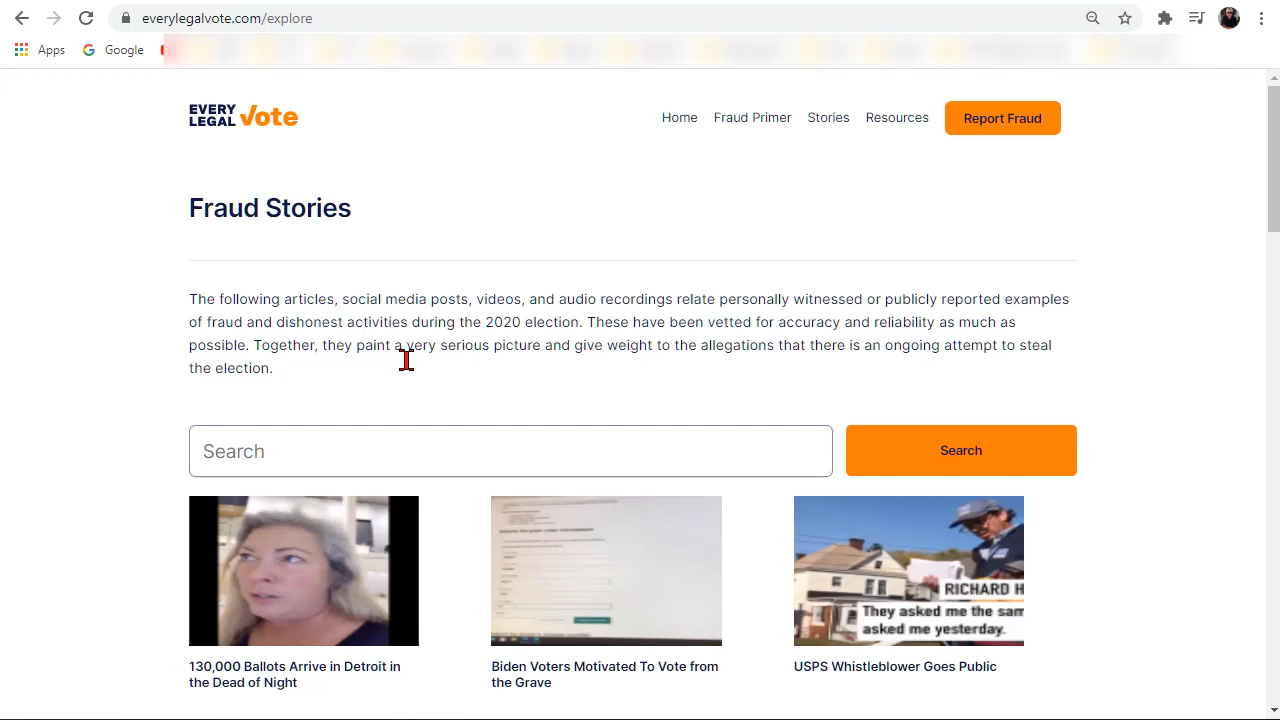 everylegalvote.com/explore
Apps Google
EVERY LEGAL Vote
Home Fraud Primer Stories Resources Report Fraud
Fraud Stories
The following articles, social media posts, videos, and audio recordings relate personally witnessed or publicly reported examples
of fraud and dishonest activities during the 2020 election. These have been vetted for accuracy and reliability as much as
possible. Together, they paint a very serious picture and give weight to the allegations that there is an ongoing attempt to steal
the election.
Search Search
RICHARD H
They asked me the sam
asked me yesterday.
130,000 Ballots Arrive in Detroit in
the Dead of Night
Biden Voters Motivated To Vote from
the Grave
USPS Whistleblower Goes Public